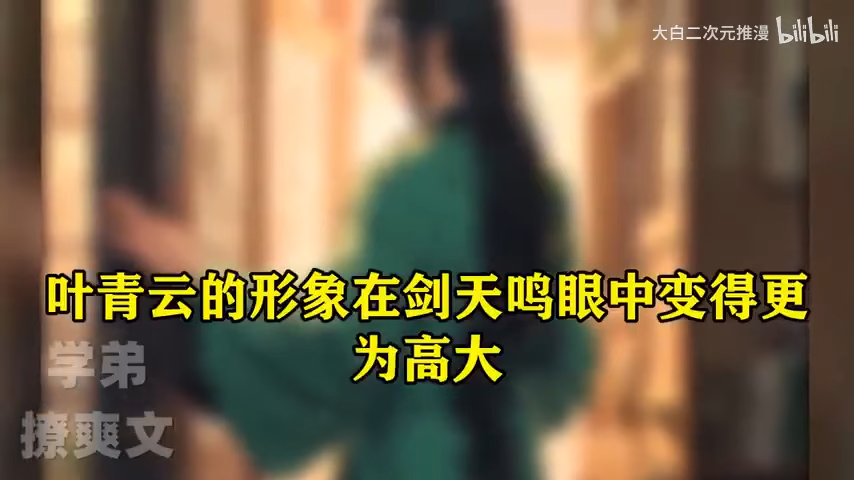 大白二次元推漫 bilibili
叶青云的形象在剑天鸣眼中变得更
为高大
学弟
撩爽文